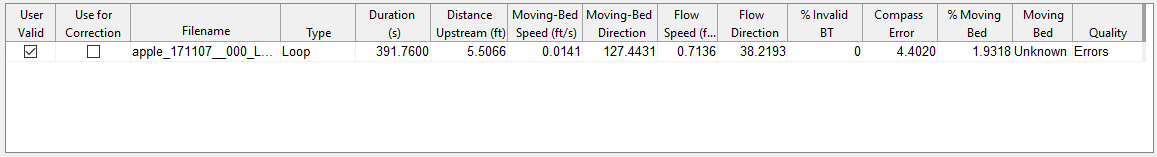 User Valid Use for Correction Filename Type Duration (s) Distance Upstream (ft) Moving-Bed Speed (ft/s) Moving-Bed Direction Flow Speed (f... Flow Direction % Invalid BT Compass Error % Moving Bed Moving Bed Quality
apple_171107__000_L... Loop 391.7600 5.5066 0.0141 127.4431 0.7136 38.2193 0 4.4020 1.9318 Unknown Errors